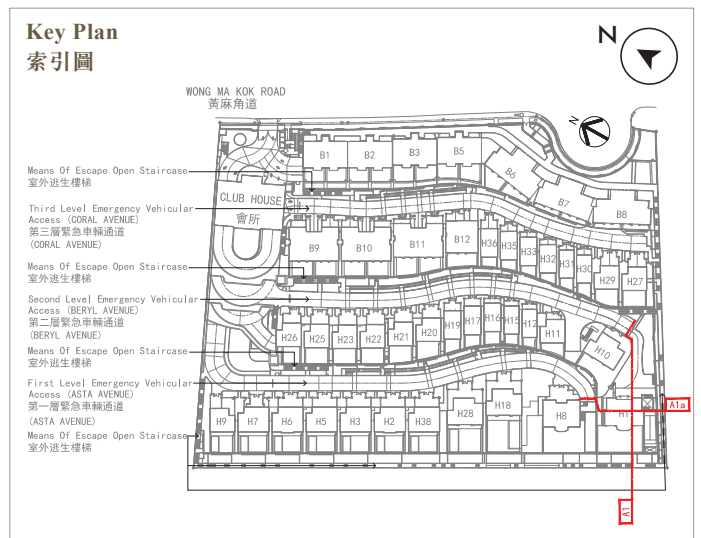 Key Plan
索引圖
N
WONG MA KOK ROAD
黃麻角道
N
B1 B2 B3 B5
B6 B7 B8
Means Of Escape Open Staircase
室外逃生樓梯
CLUB HOUSE
會所
Third Level Emergency Vehicular
Access (CORAL AVENUE)
第三層緊急車輛通道
(CORAL AVENUE)
B9 B10 B11 B12 H36 H35 H33 H32 H31 H30 H29 H27
Means Of Escape Open Staircase
室外逃生樓梯
Second Level Emergency Vehicular
Access (BERYL AVENUE)
第二層緊急車輛通道
(BERYL AVENUE)
H26 H25 H23 H22 H21 H20 H19 H17 H16 H15 H12 H11 H10
Means Of Escape Open Staircase
室外逃生樓梯
First Level Emergency Vehicular
Access (ASTA AVENUE)
第一層緊急車輛通道
(ASTA AVENUE)
H9 H7 H6 H5 H3 H2 H38 H28 H18 H8 H1
A1a
Means Of Escape Open Staircase
室外逃生樓梯
A1